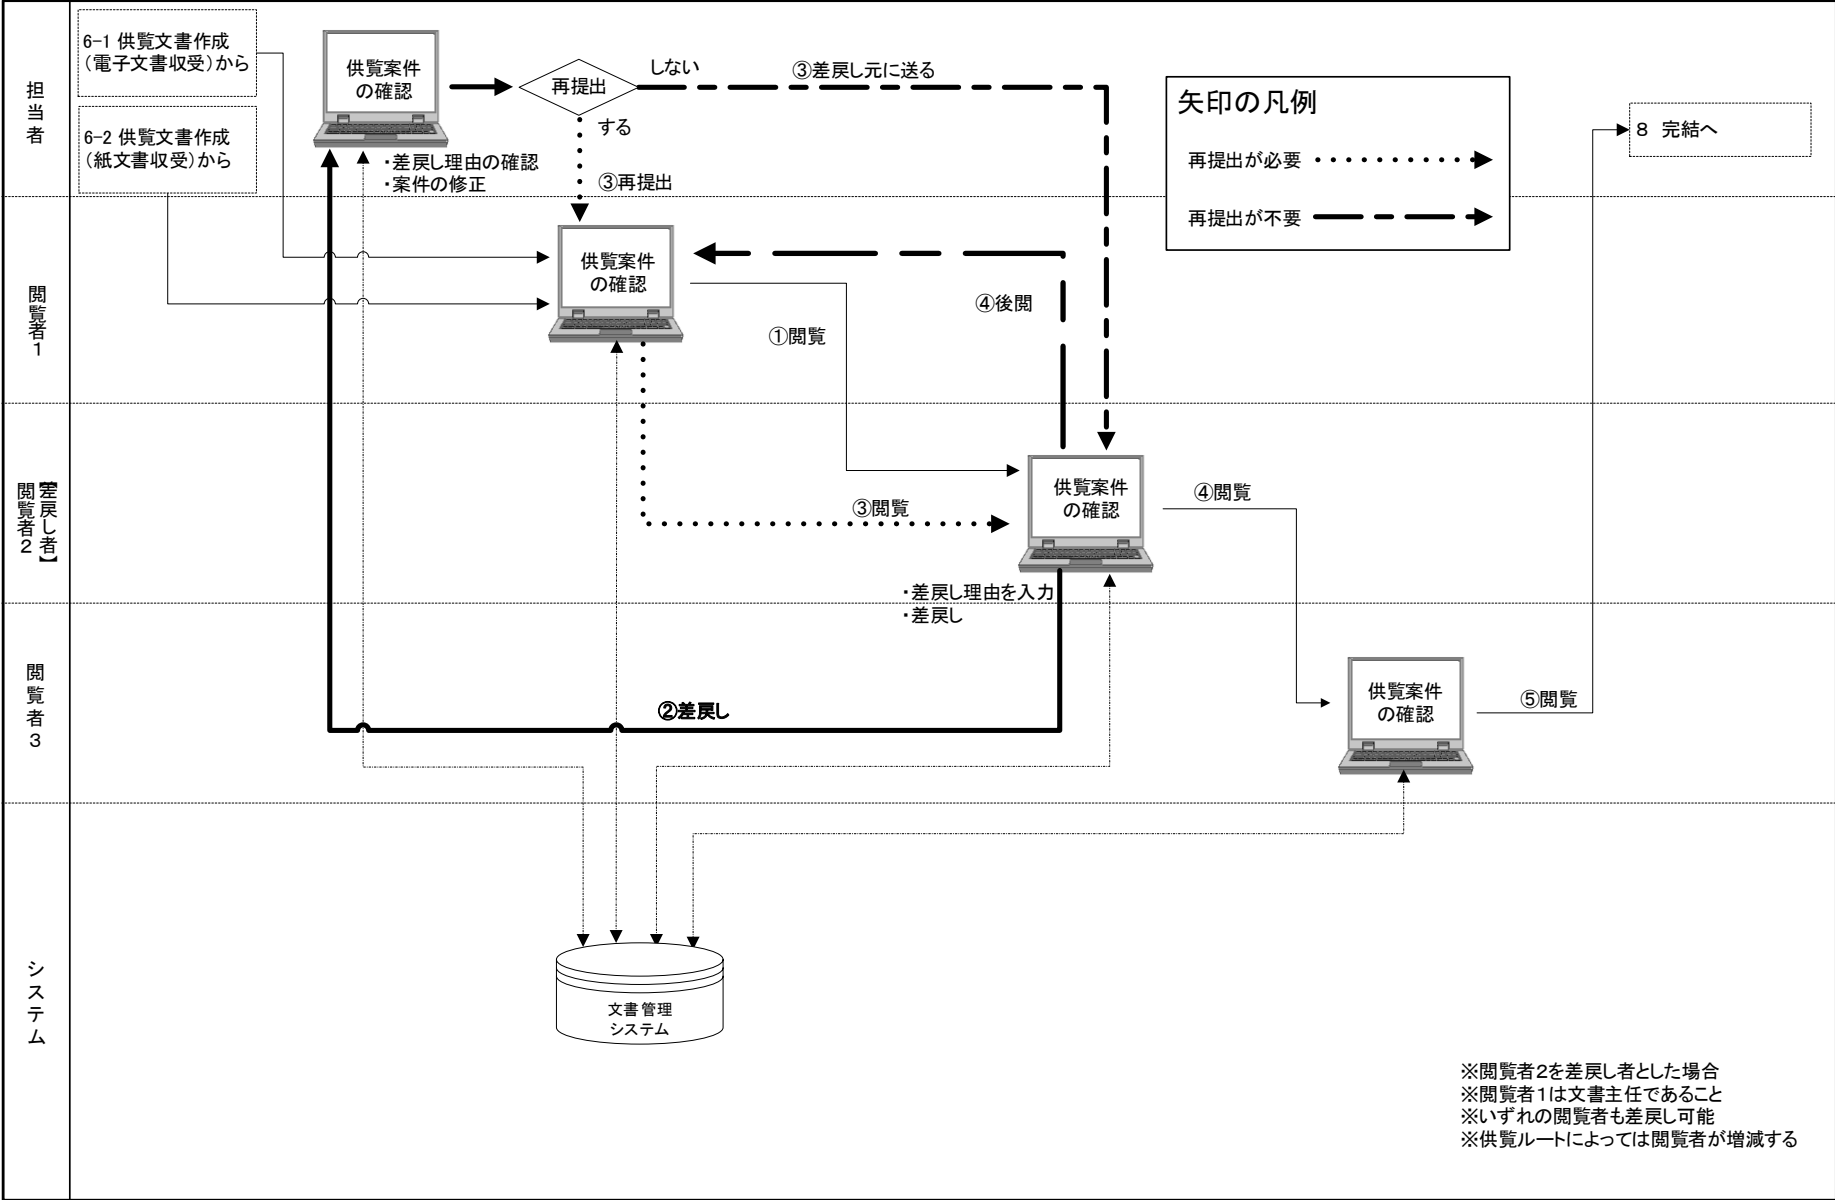 担当者
6-1 供覧文書作成
（電子文書収受）から
6-2 供覧文書作成
（紙文書収受）から
供覧案件
の確認
・差戻し理由の確認
・案件の修正
再提出
しない
する
③差戻し元に送る
③再提出
矢印の凡例
再提出が必要
再提出が不要
8 完結へ
閲覧者1
供覧案件
の確認
①閲覧
④後閲
閲覧者2
【差戻し者】
③閲覧
供覧案件
の確認
④閲覧
・差戻し理由を入力
・差戻し
閲覧者3
②差戻し
供覧案件
の確認
⑤閲覧
システム
文書管理
システム
※閲覧者2を差戻し者とした場合
※閲覧者1は文書主任であること
※いずれの閲覧者も差戻し可能
※供覧ルートによっては閲覧者が増減する